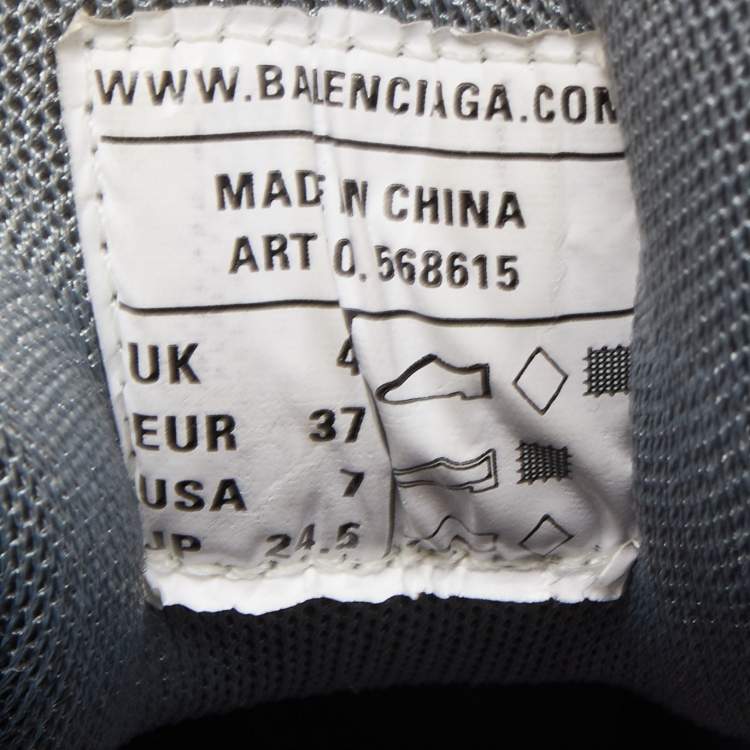 WWW.BALENCIAGA.COM
MADE IN CHINA
ART 0. 568615
UK 4
EUR 37
USA 7
JP 24.5